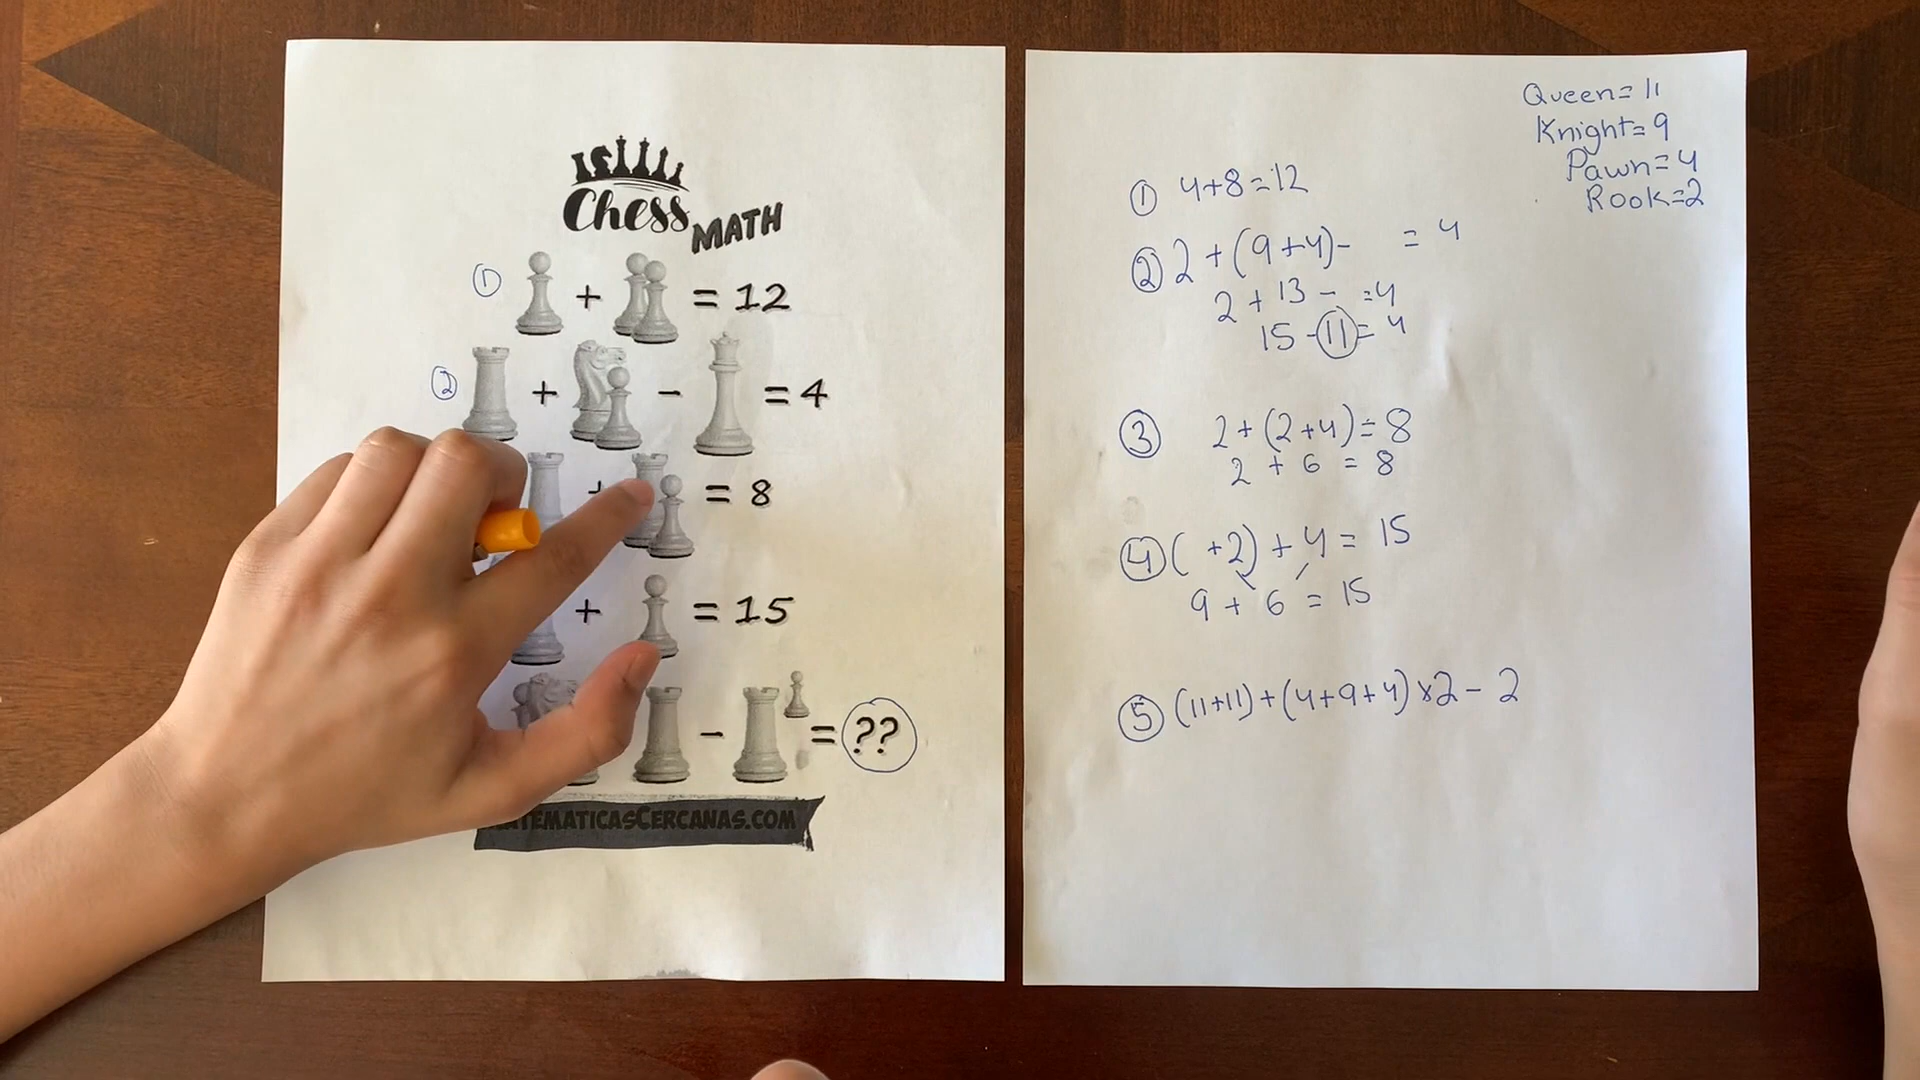 Chess MATH
① + = 12
② + - = 4
+ = 8
+ = 15
- = ??
MATEMATICASCERCANAS.COM
Queen=11
Knight=9
Pawn=4
Rook=2
① 4+8=12
② 2+(9+4)- =4
2+13- =4
15-11=4
③ 2+(2+4)=8
2+6=8
④ ( +2)+4=15
9+6=15
⑤ (11+11)+(4+9+4)x2-2